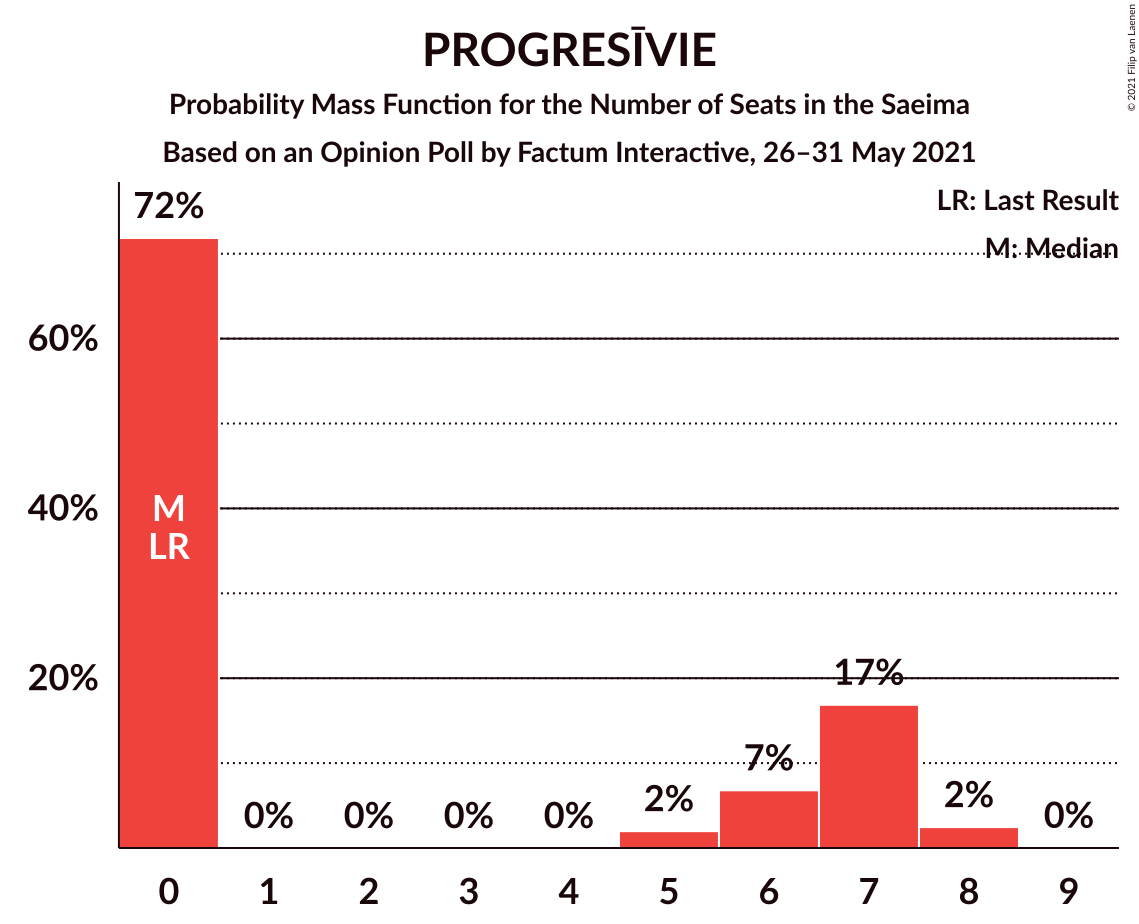 PROGRESĪVIE
Probability Mass Function for the Number of Seats in the Saeima
Based on an Opinion Poll by Factum Interactive, 26–31 May 2021
© 2021 Filip van Laenen
LR: Last Result
M: Median
72%
60%
40%
20%
M
LR
0%
0%
0%
0%
2%
7%
17%
2%
0%
0
1
2
3
4
5
6
7
8
9